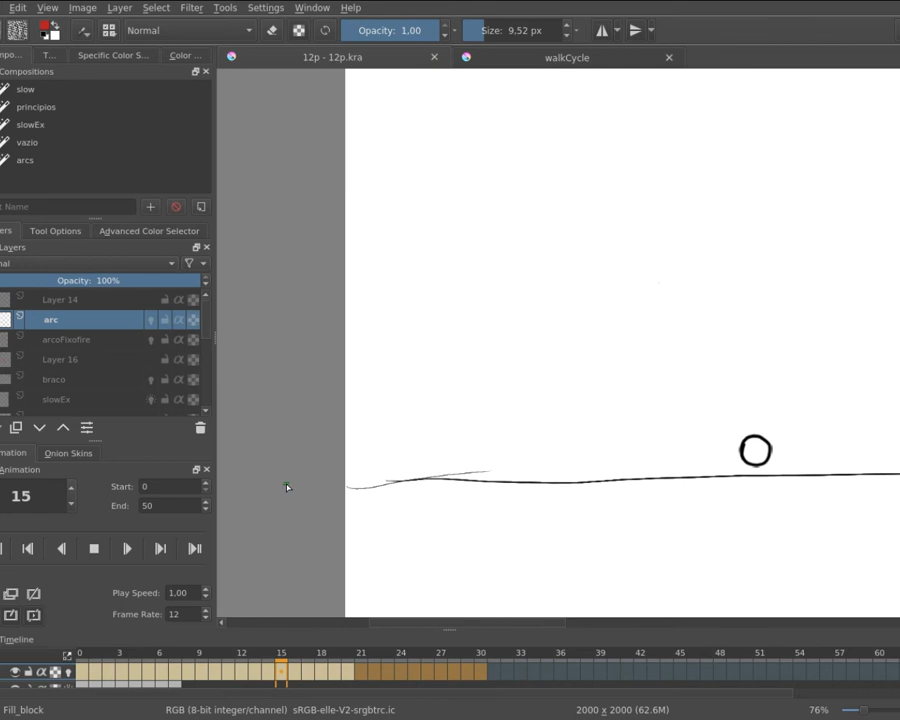 Edit View Image Layer Select Filter Tools Settings Window Help
Normal Opacity: 1,00 Size: 9,52 px
T... Specific Color S... Color ... 12p - 12p.kra walkCycle
Compositions
slow
principios
slowEx
vazio
arcs
t Name
ers Tool Options Advanced Color Selector
Layers
nal
Opacity: 100%
Layer 14
arc
arcoFixofire
Layer 16
braco
slowEx
mation Onion Skins
Animation
15 Start: 0
End: 50
Play Speed: 1,00
Frame Rate: 12
Timeline
0 3 6 9 12 15 18 21 24 27 30 33 36 39 42 45 48 51 54 57 60
Fill_block RGB (8-bit integer/channel) sRGB-elle-V2-srgbtrc.ic 2000 x 2000 (62.6M) 76%